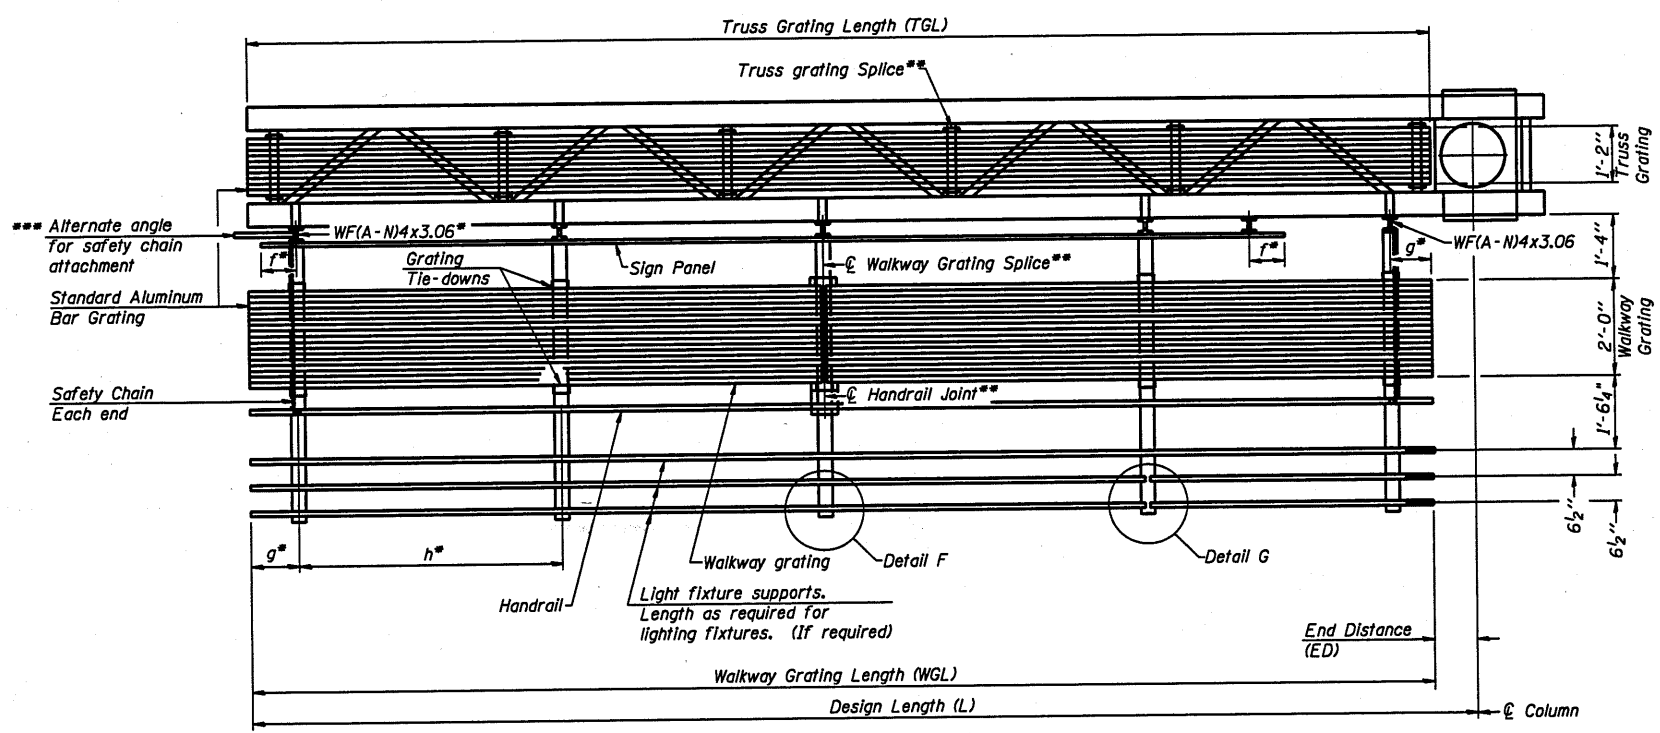 Truss Grating Length (TGL)
Truss grating Splice**
1'-2"
Truss
Grating
*** Alternate angle
for safety chain
attachment
WF(A-N)4x3.06*
WF(A-N)4x3.06
f*
Grating
Tie-downs
Sign Panel
℄ Walkway Grating Splice**
f*
g*
1'-4"
Standard Aluminum
Bar Grating
2'-0"
Walkway
Grating
Safety Chain
Each end
℄ Handrail Joint**
1'-6¼"
6½"
6½"
g*
h*
Walkway grating
Detail F
Detail G
Handrail
Light fixture supports.
Length as required for
lighting fixtures. (If required)
End Distance
(ED)
Walkway Grating Length (WGL)
Design Length (L)
℄ Column